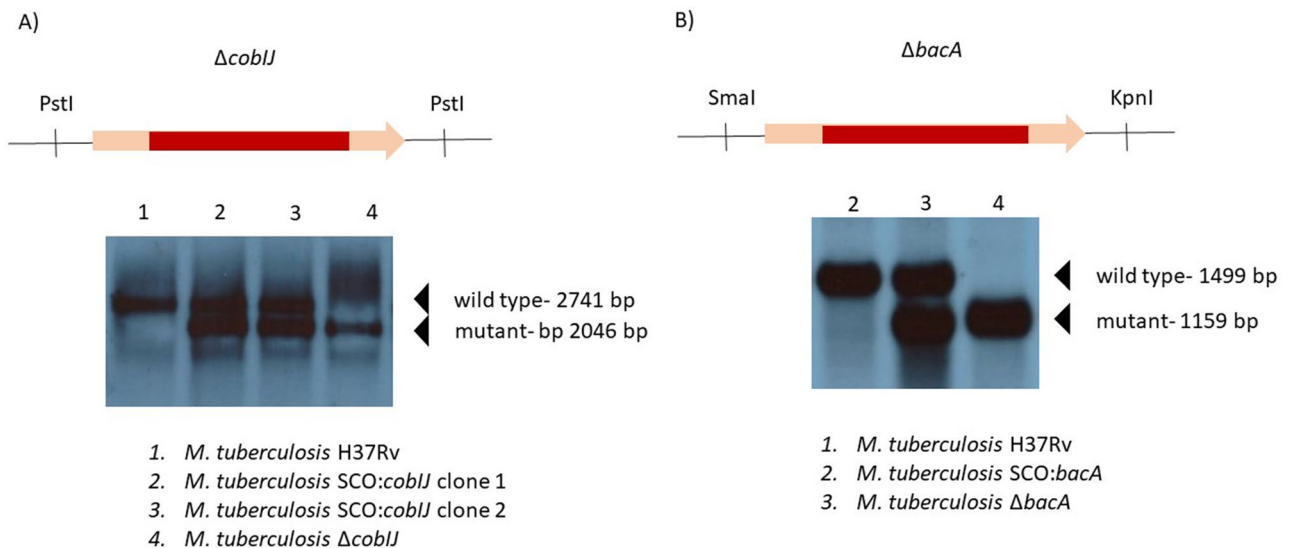 A)
ΔcobIJ
PstI
PstI
1 2 3 4
wild type- 2741 bp
mutant- bp 2046 bp
1. M. tuberculosis H37Rv
2. M. tuberculosis SCO:cobIJ clone 1
3. M. tuberculosis SCO:cobIJ clone 2
4. M. tuberculosis ΔcobIJ
B)
ΔbacA
SmaI
KpnI
2 3 4
wild type- 1499 bp
mutant- 1159 bp
1. M. tuberculosis H37Rv
2. M. tuberculosis SCO:bacA
3. M. tuberculosis ΔbacA